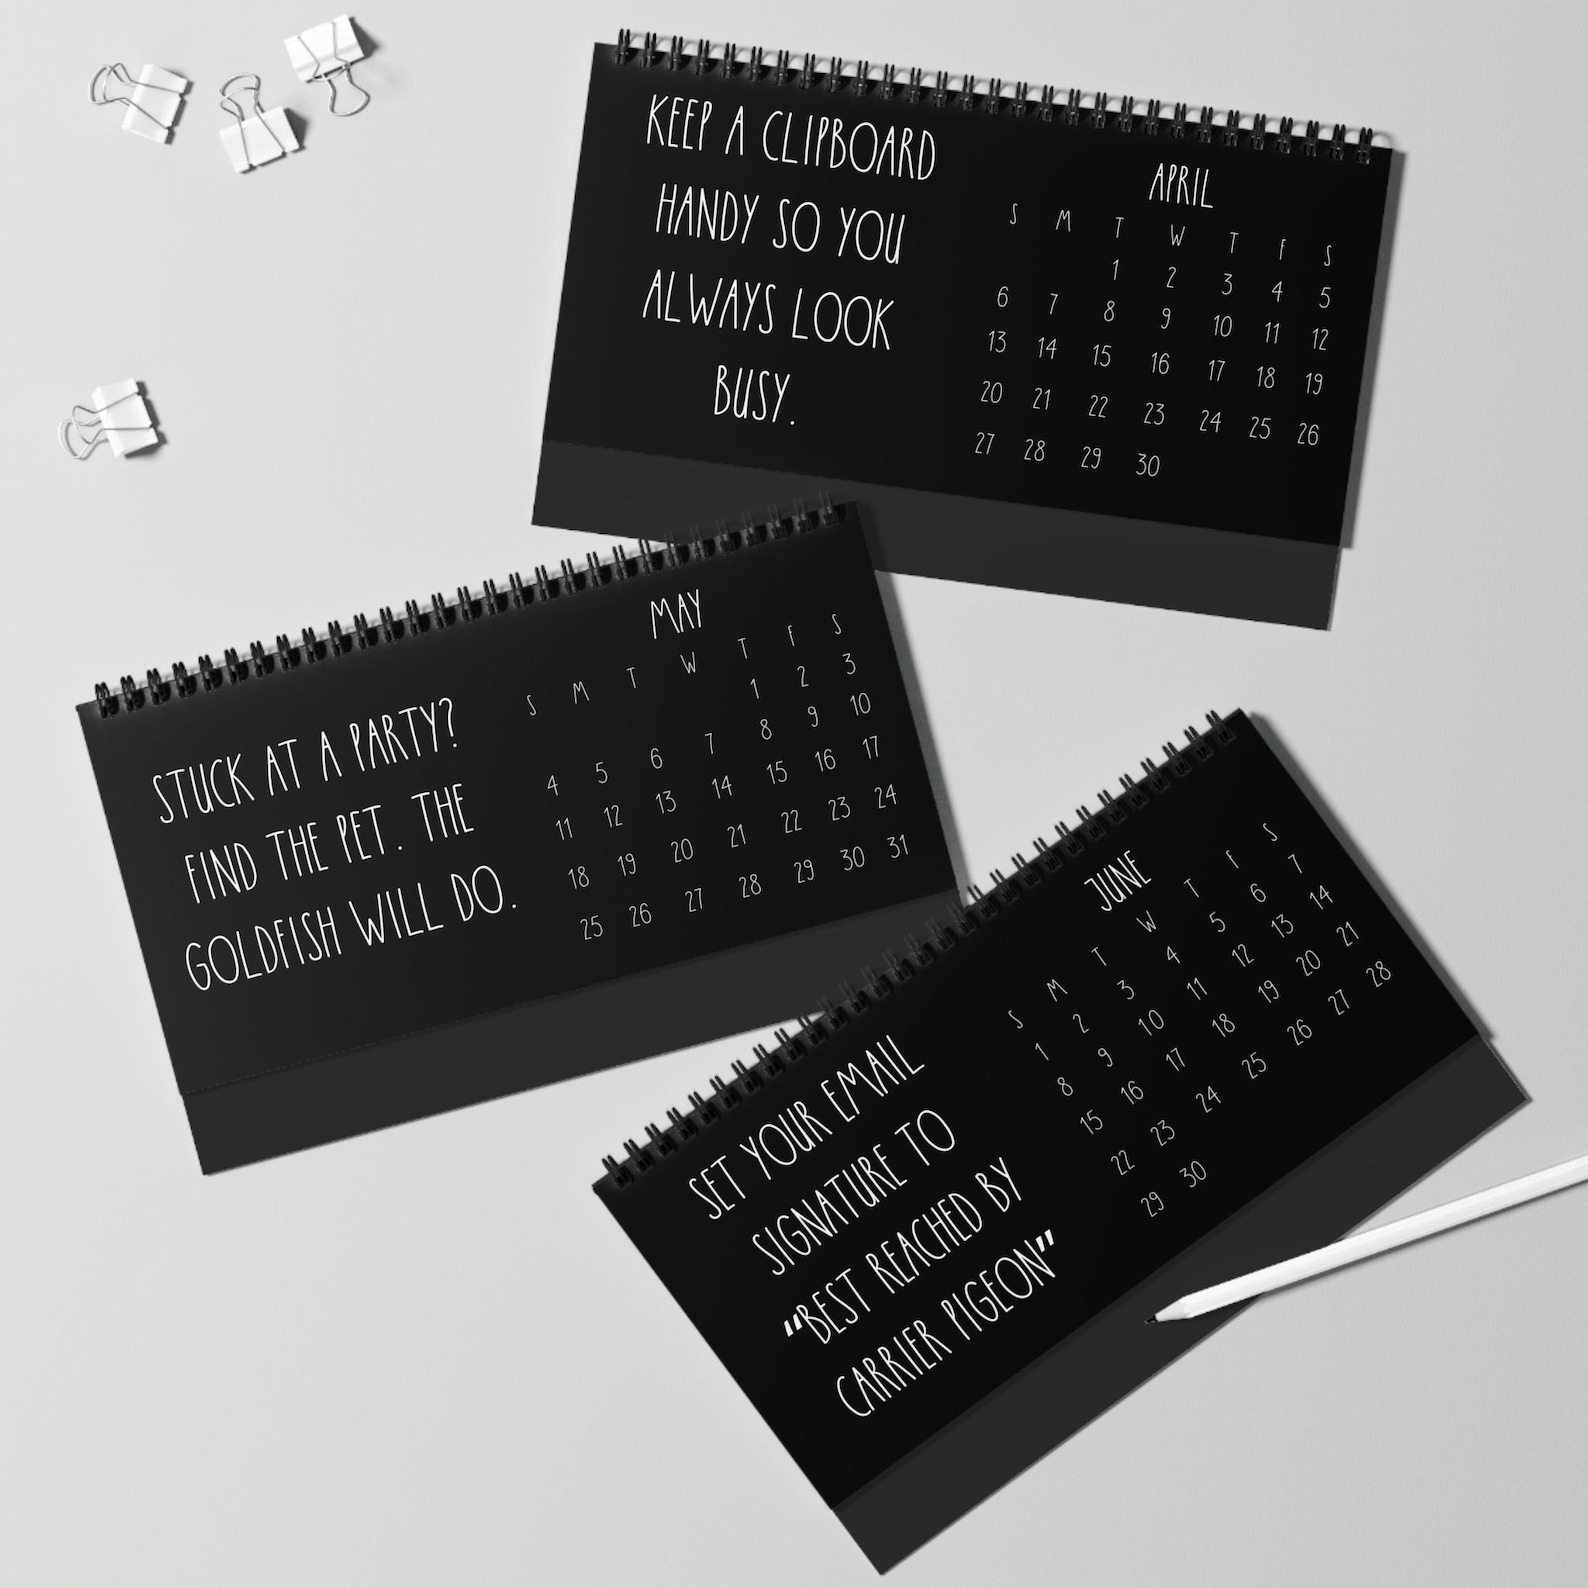 KEEP A CLIPBOARD
HANDY SO YOU
ALWAYS LOOK
BUSY.
APRIL
S M T W T F S
1 2 3 4 5
6 7 8 9 10 11 12
13 14 15 16 17 18 19
20 21 22 23 24 25 26
27 28 29 30
STUCK AT A PARTY?
FIND THE PET. THE
GOLDFISH WILL DO.
MAY
S M T W T F S
1 2 3
4 5 6 7 8 9 10
11 12 13 14 15 16 17
18 19 20 21 22 23 24
25 26 27 28 29 30 31
SET YOUR EMAIL
SIGNATURE TO
“BEST REACHED BY
CARRIER PIGEON”
JUNE
S M T W T F S
1 2 3 4 5 6 7
8 9 10 11 12 13 14
15 16 17 18 19 20 21
22 23 24 25 26 27 28
29 30